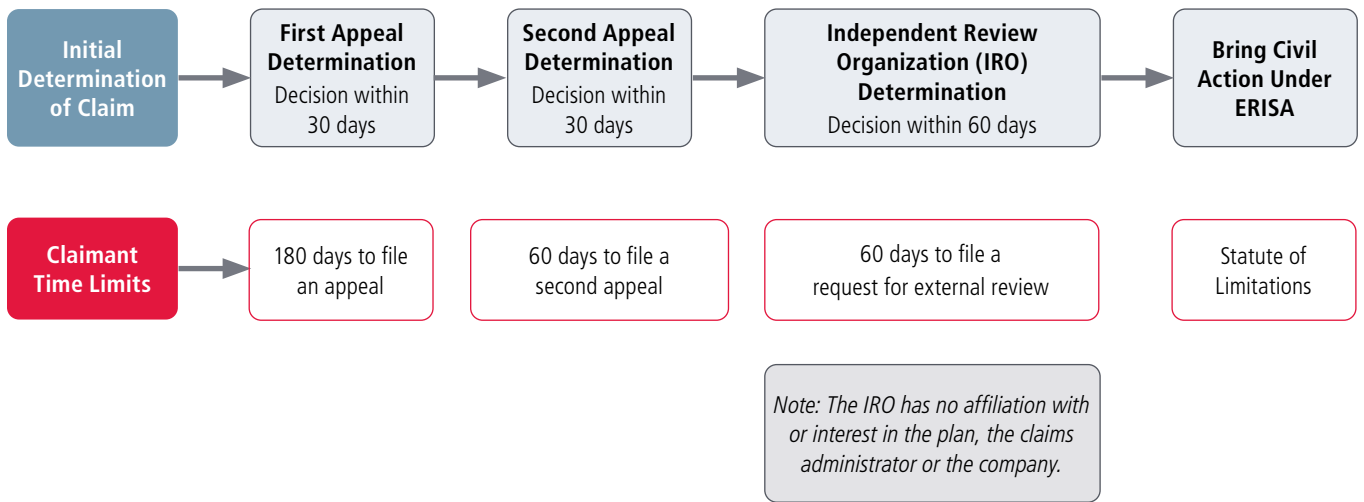 Initial
Determination
of Claim
First Appeal
Determination
Decision within
30 days
Second Appeal
Determination
Decision within
30 days
Independent Review
Organization (IRO)
Determination
Decision within 60 days
Bring Civil
Action Under
ERISA
Claimant
Time Limits
180 days to file
an appeal
60 days to file a
second appeal
60 days to file a
request for external review
Statute of
Limitations
Note: The IRO has no affiliation with
or interest in the plan, the claims
administrator or the company.